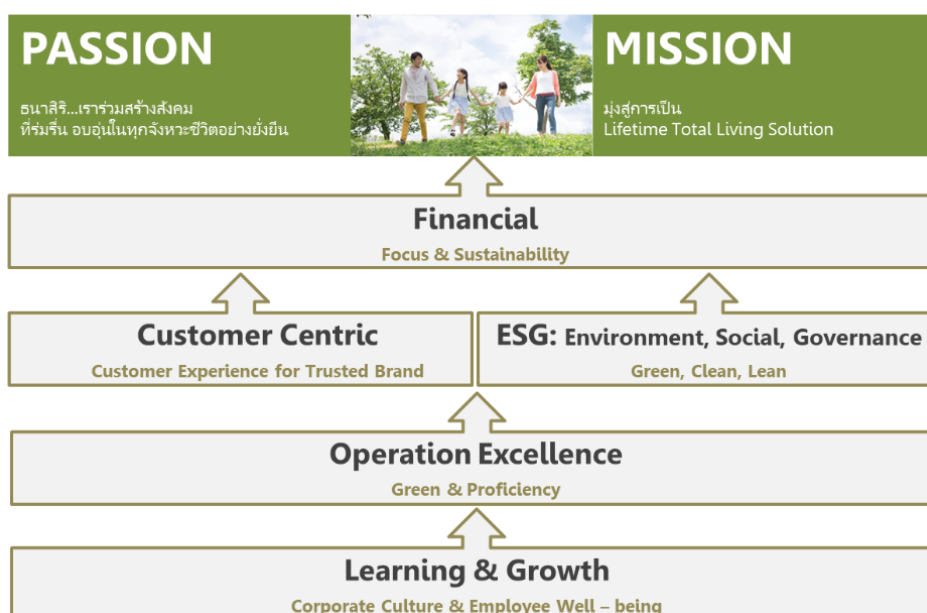 PASSION
ธนาสิริ...เราร่วมสร้างสังคม
ที่ร่มรื่น อบอุ่นในทุกจังหวะชีวิตอย่างยั่งยืน
MISSION
มุ่งสู่การเป็น
Lifetime Total Living Solution
Financial
Focus & Sustainability
Customer Centric
Customer Experience for Trusted Brand
ESG: Environment, Social, Governance
Green, Clean, Lean
Operation Excellence
Green & Proficiency
Learning & Growth
Corporate Culture & Employee Well – being